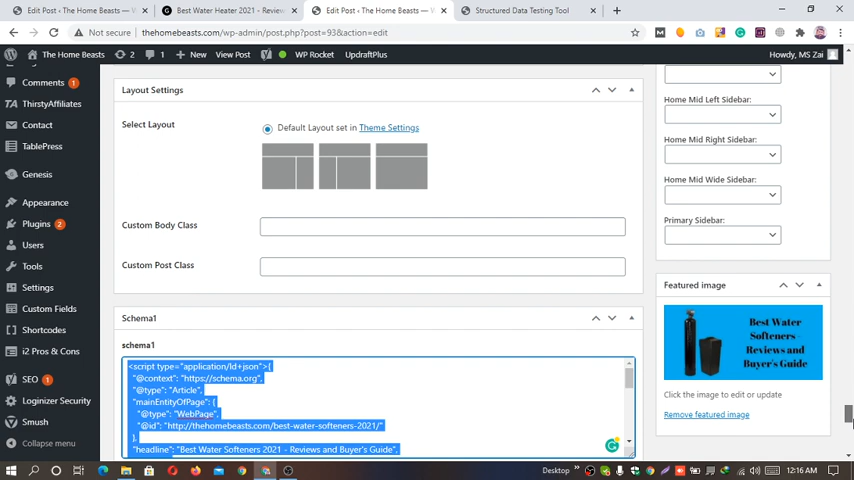 Edit Post ‹ The Home Beasts — W
Best Water Heater 2021 - Review
Edit Post ‹ The Home Beasts — W
Structured Data Testing Tool
Not secure
thehomebeasts.com/wp-admin/post.php?post=93&action=edit
The Home Beasts
2
1
+ New
View Post
WP Rocket
UpdraftPlus
Howdy, MS Zai
Comments 1
ThirstyAffiliates
Contact
TablePress
Genesis
Appearance
Plugins 2
Users
Tools
Settings
Custom Fields
Shortcodes
i2 Pros & Cons
SEO 1
Loginizer Security
Smush
Collapse menu
Layout Settings
Select Layout
Default Layout set in Theme Settings
Custom Body Class
Custom Post Class
Schema1
schema1
<script type="application/ld+json">{
"@context": "https://schema.org",
"@type": "Article",
"mainEntityOfPage": {
"@type": "WebPage",
"@id": "http://thehomebeasts.com/best-water-softeners-2021/"
},
"headline": "Best Water Softeners 2021 - Reviews and Buyer's Guide",
Home Mid Left Sidebar:
Home Mid Right Sidebar:
Home Mid Wide Sidebar:
Primary Sidebar:
Featured image
Best Water
Softeners -
Reviews and
Buyer's Guide
Click the image to edit or update
Remove featured image
Desktop
12:16 AM